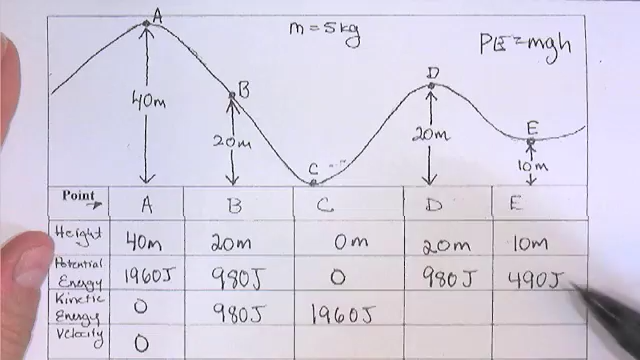 A
m=5kg
PE=mgh
D
B
40m
E
20m
20m
C
10m
Point A B C D E
Height 40m 20m 0m 20m 10m
Potential Energy 1960J 980J 0 980J 490J
Kinetic Energy 0 980J 1960J
Velocity 0